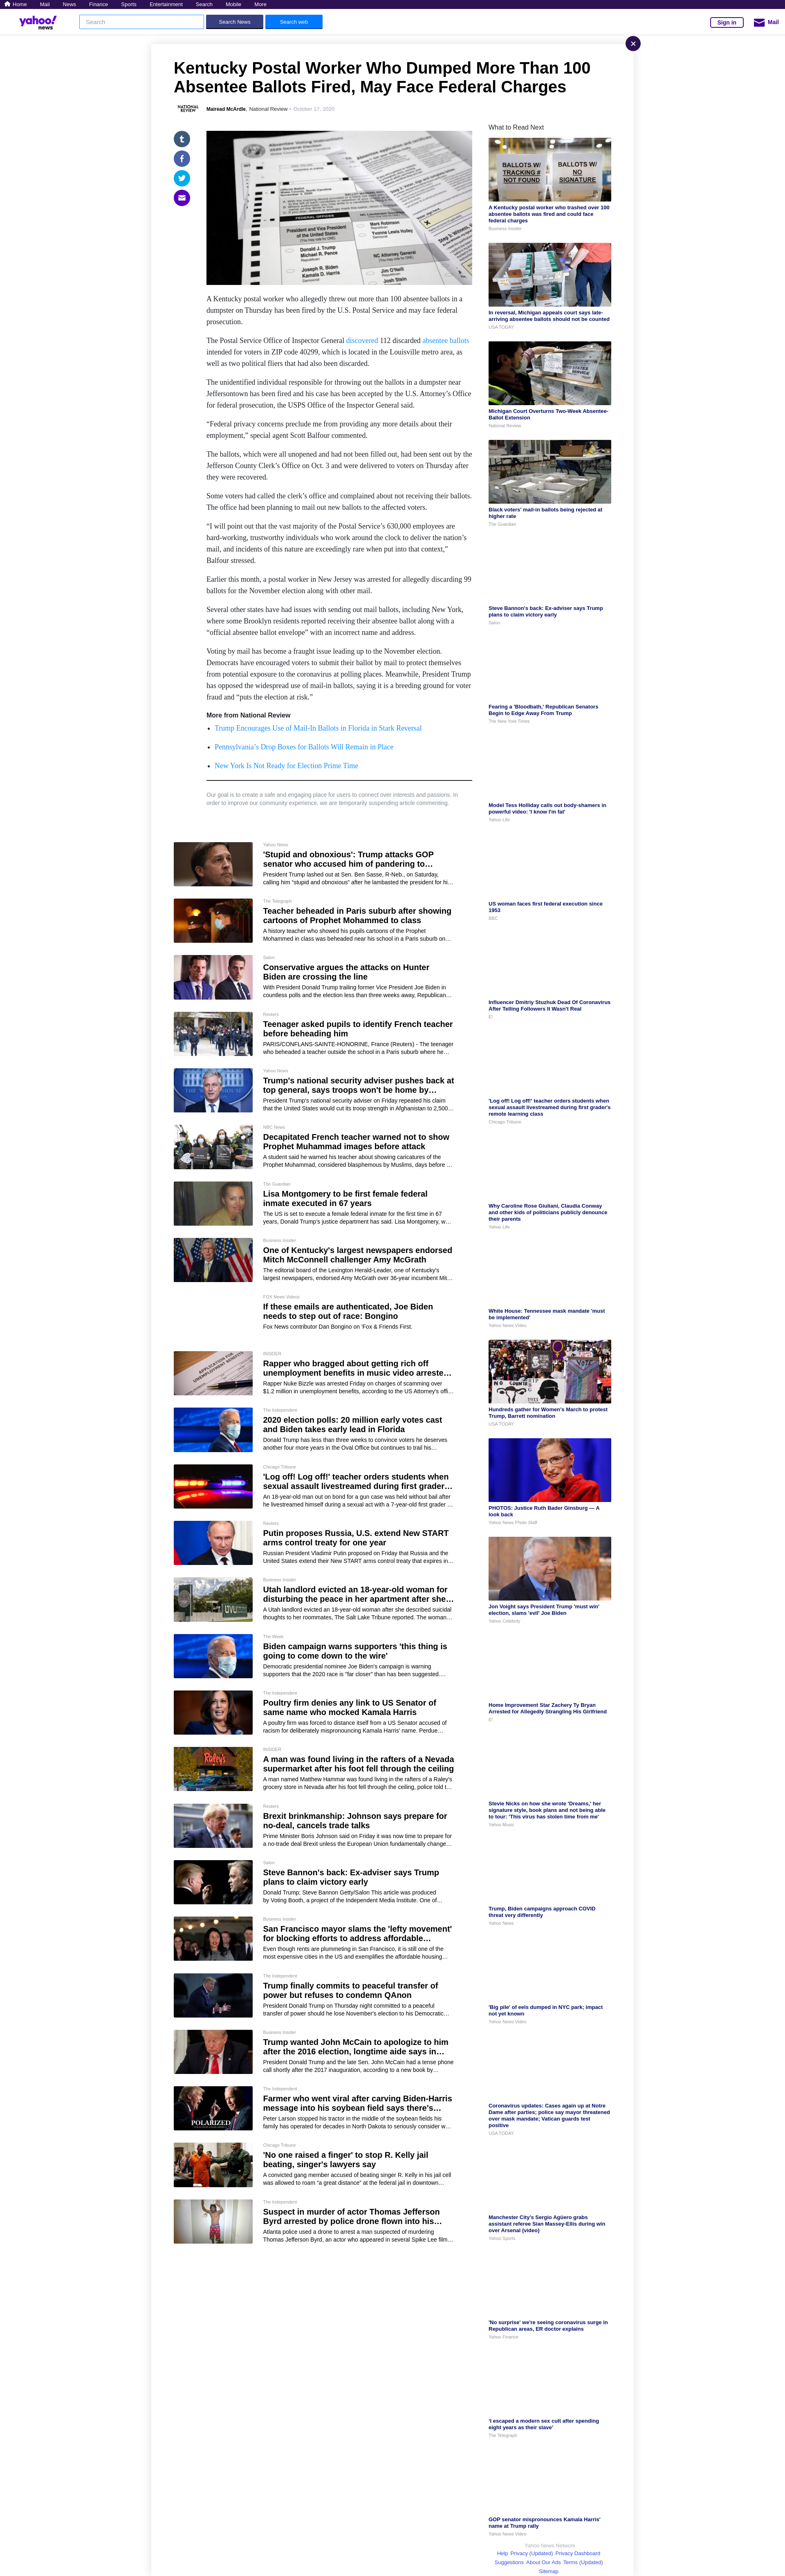 Home Mail News Finance Sports Entertainment Search Mobile More
yahoo!
news
Search
Search News
Search web
Sign in
Mail
Kentucky Postal Worker Who Dumped More Than 100
Absentee Ballots Fired, May Face Federal Charges
NATIONAL
REVIEW
Mairead McArdle, National Review • October 17, 2020
A Kentucky postal worker who allegedly threw out more than 100 absentee ballots in a
dumpster on Thursday has been fired by the U.S. Postal Service and may face federal
prosecution.
The Postal Service Office of Inspector General discovered 112 discarded absentee ballots
intended for voters in ZIP code 40299, which is located in the Louisville metro area, as
well as two political fliers that had also been discarded.
The unidentified individual responsible for throwing out the ballots in a dumpster near
Jeffersontown has been fired and his case has been accepted by the U.S. Attorney's Office
for federal prosecution, the USPS Office of the Inspector General said.
“Federal privacy concerns preclude me from providing any more details about their
employment,” special agent Scott Balfour commented.
The ballots, which were all unopened and had not been filled out, had been sent out by the
Jefferson County Clerk's Office on Oct. 3 and were delivered to voters on Thursday after
they were recovered.
Some voters had called the clerk's office and complained that they never got their ballots.
The office had been planning to mail out new ballots to the affected voters.
“I will point out that the vast majority of the Postal Service's 630,000 employees are
hard-working, trustworthy individuals who work around the clock to deliver the nation's
mail, and incidents of this nature are exceedingly rare when put into that context,”
Balfour stressed.
Earlier this month, a postal worker in New Jersey was arrested for allegedly discarding 99
ballots for the November election along with other mail.
Several other states have had issues with sending out mail ballots, including New York,
where some Brooklyn residents reported receiving their absentee ballot along with a
“official absentee ballot envelope” with an incorrect name and address.
Voting by mail has become a fraught issue leading up to the November election.
Democrats have encouraged voters to submit their ballot by mail to protect themselves
from potential exposure to the coronavirus at polling places. Meanwhile, President Trump
has opposed the widespread use of mail-in ballots, saying it is a breeding ground for voter
fraud and “puts the election at risk.”
More from National Review
• Trump Encourages Use of Mail-In Ballots in Florida in Stark Reversal
• Pennsylvania's Drop Boxes for Ballots Will Remain in Place
• New York Is Not Ready for Election Prime Time
Our goal is to create a safe and engaging place for users to connect over interests and passions. In
order to improve our community experience, we are temporarily suspending article commenting.
Yahoo News
'Stupid and obnoxious': Trump attacks GOP
senator who accused him of pandering to…
President Trump lashed out at Sen. Ben Sasse, R-Neb., on Saturday,
calling him “stupid and obnoxious” after he lambasted the president for hi…
The Telegraph
Teacher beheaded in Paris suburb after showing
cartoons of Prophet Mohammed to class
A history teacher who showed his pupils cartoons of the Prophet
Mohammed in class was beheaded near his school in a Paris suburb on…
Salon
Conservative argues the attacks on Hunter
Biden are crossing the line
With President Donald Trump trailing former Vice President Joe Biden in
countless polls and the election less than three weeks away, Republican…
Reuters
Teenager asked pupils to identify French teacher
before beheading him
PARIS/CONFLANS-SAINTE-HONORINE, France (Reuters) - The teenager
who beheaded a teacher outside the school in a Paris suburb where he…
Yahoo News
Trump's national security adviser pushes back at
top general, says troops won't be home by…
President Trump's national security adviser on Friday repeated his claim
that the United States would cut its troop strength in Afghanistan to 2,500…
NBC News
Decapitated French teacher warned not to show
Prophet Muhammad images before attack
A student said he warned his teacher about showing caricatures of the
Prophet Muhammad, considered blasphemous by Muslims, days before …
The Guardian
Lisa Montgomery to be first female federal
inmate executed in 67 years
The US is set to execute a female federal inmate for the first time in 67
years, Donald Trump's justice department has said. Lisa Montgomery, w…
Business Insider
One of Kentucky's largest newspapers endorsed
Mitch McConnell challenger Amy McGrath
The editorial board of the Lexington Herald-Leader, one of Kentucky's
largest newspapers, endorsed Amy McGrath over 36-year incumbent Mit…
FOX News Videos
If these emails are authenticated, Joe Biden
needs to step out of race: Bongino
Fox News contributor Dan Bongino on 'Fox & Friends First.
INSIDER
Rapper who bragged about getting rich off
unemployment benefits in music video arreste…
Rapper Nuke Bizzle was arrested Friday on charges of scamming over
$1.2 million in unemployment benefits, according to the US Attorney's offi…
The Independent
2020 election polls: 20 million early votes cast
and Biden takes early lead in Florida
Donald Trump has less than three weeks to convince voters he deserves
another four more years in the Oval Office but continues to trail his…
Chicago Tribune
'Log off! Log off!' teacher orders students when
sexual assault livestreamed during first grader…
An 18-year-old man out on bond for a gun case was held without bail after
he livestreamed himself during a sexual act with a 7-year-old first grader …
Reuters
Putin proposes Russia, U.S. extend New START
arms control treaty for one year
Russian President Vladimir Putin proposed on Friday that Russia and the
United States extend their New START arms control treaty that expires in…
Business Insider
Utah landlord evicted an 18-year-old woman for
disturbing the peace in her apartment after she…
A Utah landlord evicted an 18-year-old woman after she described suicidal
thoughts to her roommates, The Salt Lake Tribune reported. The woman…
The Week
Biden campaign warns supporters 'this thing is
going to come down to the wire'
Democratic presidential nominee Joe Biden's campaign is warning
supporters that the 2020 race is "far closer" than has been suggested.…
The Independent
Poultry firm denies any link to US Senator of
same name who mocked Kamala Harris
A poultry firm was forced to distance itself from a US Senator accused of
racism for deliberately mispronouncing Kamala Harris' name. Perdue…
INSIDER
A man was found living in the rafters of a Nevada
supermarket after his foot fell through the ceiling
A man named Matthew Hammar was found living in the rafters of a Raley's
grocery store in Nevada after his foot fell through the ceiling, police told t…
Reuters
Brexit brinkmanship: Johnson says prepare for
no-deal, cancels trade talks
Prime Minister Boris Johnson said on Friday it was now time to prepare for
a no-trade deal Brexit unless the European Union fundamentally change…
Salon
Steve Bannon's back: Ex-adviser says Trump
plans to claim victory early
Donald Trump; Steve Bannon Getty/Salon This article was produced
by Voting Booth, a project of the Independent Media Institute. One of…
Business Insider
San Francisco mayor slams the 'lefty movement'
for blocking efforts to address affordable…
Even though rents are plummeting in San Francisco, it is still one of the
most expensive cities in the US and exemplifies the affordable housing…
The Independent
Trump finally commits to peaceful transfer of
power but refuses to condemn QAnon
President Donald Trump on Thursday night committed to a peaceful
transfer of power should he lose November's election to his Democratic…
Business Insider
Trump wanted John McCain to apologize to him
after the 2016 election, longtime aide says in…
President Donald Trump and the late Sen. John McCain had a tense phone
call shortly after the 2017 inauguration, according to a new book by…
POLARIZED
The Independent
Farmer who went viral after carving Biden-Harris
message into his soybean field says there's…
Peter Larson stopped his tractor in the middle of the soybean fields his
family has operated for decades in North Dakota to seriously consider w…
Chicago Tribune
'No one raised a finger' to stop R. Kelly jail
beating, singer's lawyers say
A convicted gang member accused of beating singer R. Kelly in his jail cell
was allowed to roam “a great distance” at the federal jail in downtown…
The Independent
Suspect in murder of actor Thomas Jefferson
Byrd arrested by police drone flown into his…
Atlanta police used a drone to arrest a man suspected of murdering
Thomas Jefferson Byrd, an actor who appeared in several Spike Lee film…
What to Read Next
BALLOTS W/
TRACKING #
NOT FOUND
BALLOTS W/
NO
SIGNATURE
A Kentucky postal worker who trashed over 100
absentee ballots was fired and could face
federal charges
Business Insider
In reversal, Michigan appeals court says late-
arriving absentee ballots should not be counted
USA TODAY
Michigan Court Overturns Two-Week Absentee-
Ballot Extension
National Review
Black voters' mail-in ballots being rejected at
higher rate
The Guardian
Steve Bannon's back: Ex-adviser says Trump
plans to claim victory early
Salon
Fearing a 'Bloodbath,' Republican Senators
Begin to Edge Away From Trump
The New York Times
Model Tess Holliday calls out body-shamers in
powerful video: 'I know I'm fat'
Yahoo Life
US woman faces first federal execution since
1953
BBC
Influencer Dmitriy Stuzhuk Dead Of Coronavirus
After Telling Followers It Wasn't Real
E!
'Log off! Log off!' teacher orders students when
sexual assault livestreamed during first grader's
remote learning class
Chicago Tribune
Why Caroline Rose Giuliani, Claudia Conway
and other kids of politicians publicly denounce
their parents
Yahoo Life
White House: Tennessee mask mandate 'must
be implemented'
Yahoo News Video
Hundreds gather for Women's March to protest
Trump, Barrett nomination
USA TODAY
PHOTOS: Justice Ruth Bader Ginsburg — A
look back
Yahoo News Photo Staff
Jon Voight says President Trump 'must win'
election, slams 'evil' Joe Biden
Yahoo Celebrity
Home Improvement Star Zachery Ty Bryan
Arrested for Allegedly Strangling His Girlfriend
E!
Stevie Nicks on how she wrote 'Dreams,' her
signature style, book plans and not being able
to tour: 'This virus has stolen time from me'
Yahoo Music
Trump, Biden campaigns approach COVID
threat very differently
Yahoo News
'Big pile' of eels dumped in NYC park; impact
not yet known
Yahoo News Video
Coronavirus updates: Cases again up at Notre
Dame after parties; police say mayor threatened
over mask mandate; Vatican guards test
positive
USA TODAY
Manchester City's Sergio Agüero grabs
assistant referee Sian Massey-Ellis during win
over Arsenal (video)
Yahoo Sports
'No surprise' we're seeing coronavirus surge in
Republican areas, ER doctor explains
Yahoo Finance
'I escaped a modern sex cult after spending
eight years as their slave'
The Telegraph
GOP senator mispronounces Kamala Harris'
name at Trump rally
Yahoo News Video
Yahoo News Network
Help Privacy (Updated) Privacy Dashboard
Suggestions About Our Ads Terms (Updated)
Sitemap